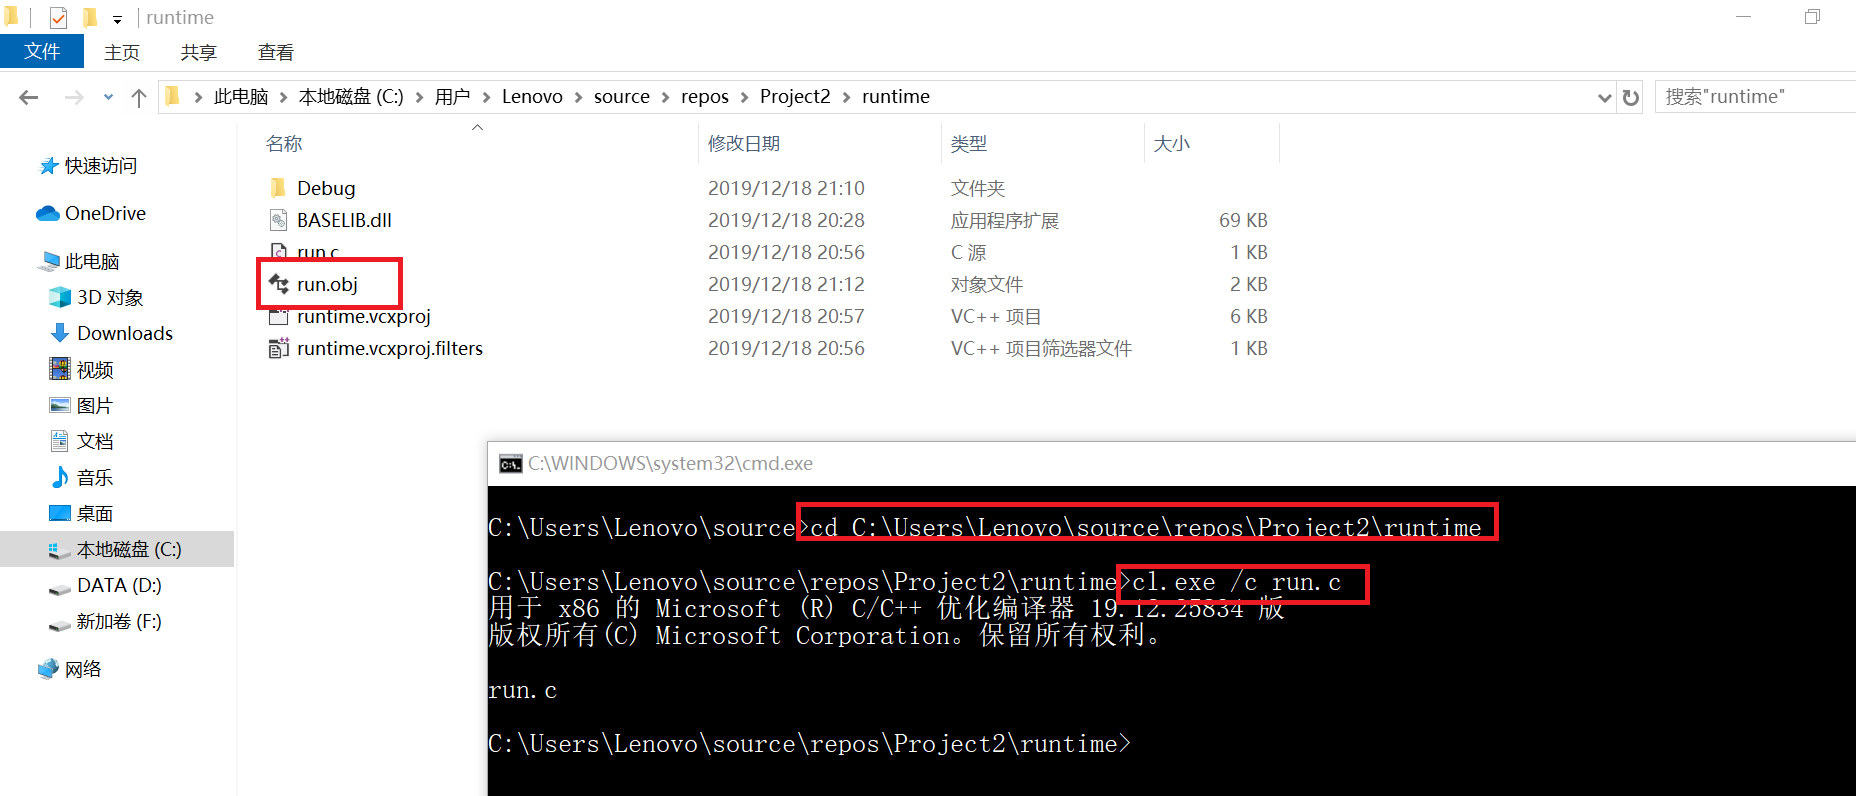 runtime
文件 主页 共享 查看
此电脑 本地磁盘 (C:) 用户 Lenovo source repos Project2 runtime 搜索"runtime"
名称 修改日期 类型 大小
快速访问
OneDrive
此电脑
3D 对象
Downloads
视频
图片
文档
音乐
桌面
本地磁盘 (C:)
DATA (D:)
新加卷 (F:)
网络
Debug 2019/12/18 21:10 文件夹
BASELIB.dll 2019/12/18 20:28 应用程序扩展 69 KB
run.c 2019/12/18 20:56 C 源 1 KB
run.obj 2019/12/18 21:12 对象文件 2 KB
runtime.vcxproj 2019/12/18 20:57 VC++ 项目 6 KB
runtime.vcxproj.filters 2019/12/18 20:56 VC++ 项目筛选器文件 1 KB
C:\WINDOWS\system32\cmd.exe
C:\Users\Lenovo\source>cd C:\Users\Lenovo\source\repos\Project2\runtime
C:\Users\Lenovo\source\repos\Project2\runtime>cl.exe /c run.c
用于 x86 的 Microsoft (R) C/C++ 优化编译器 19.12.25834 版
版权所有(C) Microsoft Corporation。保留所有权利。
run.c
C:\Users\Lenovo\source\repos\Project2\runtime>